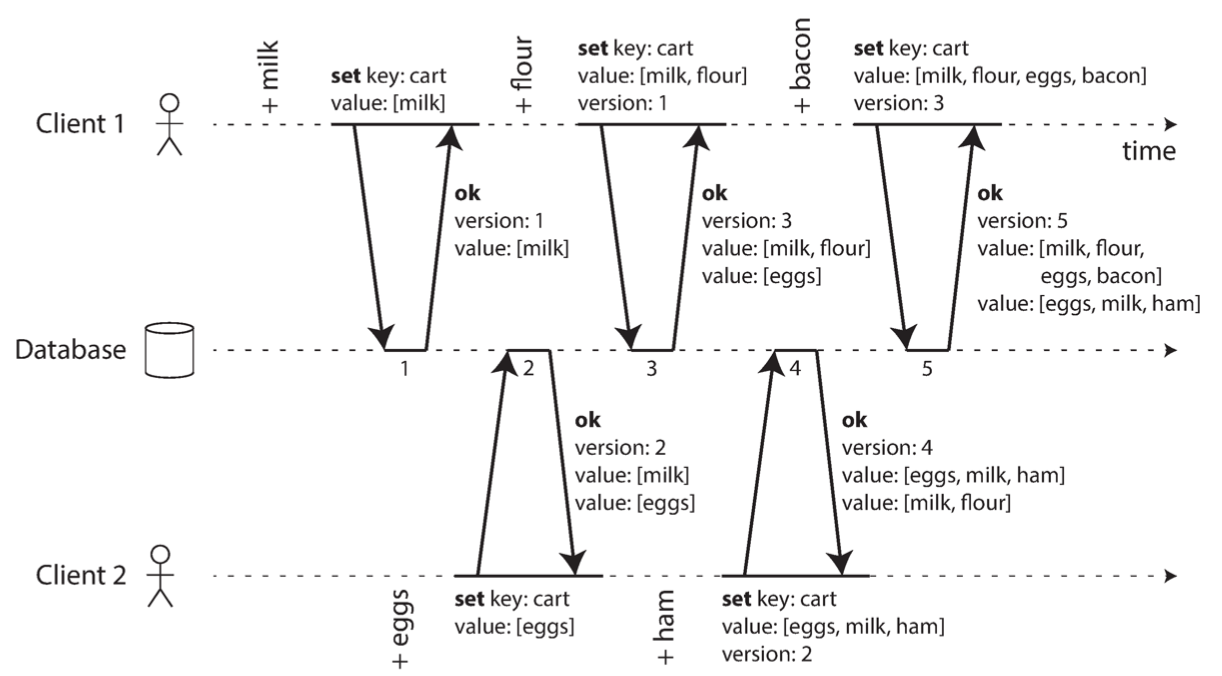 + milk
set key: cart
value: [milk]
+ flour
set key: cart
value: [milk, flour]
version: 1
+ bacon
set key: cart
value: [milk, flour, eggs, bacon]
version: 3
Client 1
time
ok
version: 1
value: [milk]
ok
version: 3
value: [milk, flour]
value: [eggs]
ok
version: 5
value: [milk, flour,
eggs, bacon]
value: [eggs, milk, ham]
Database
1
2
3
4
5
ok
version: 2
value: [milk]
value: [eggs]
ok
version: 4
value: [eggs, milk, ham]
value: [milk, flour]
Client 2
+ eggs
set key: cart
value: [eggs]
+ ham
set key: cart
value: [eggs, milk, ham]
version: 2